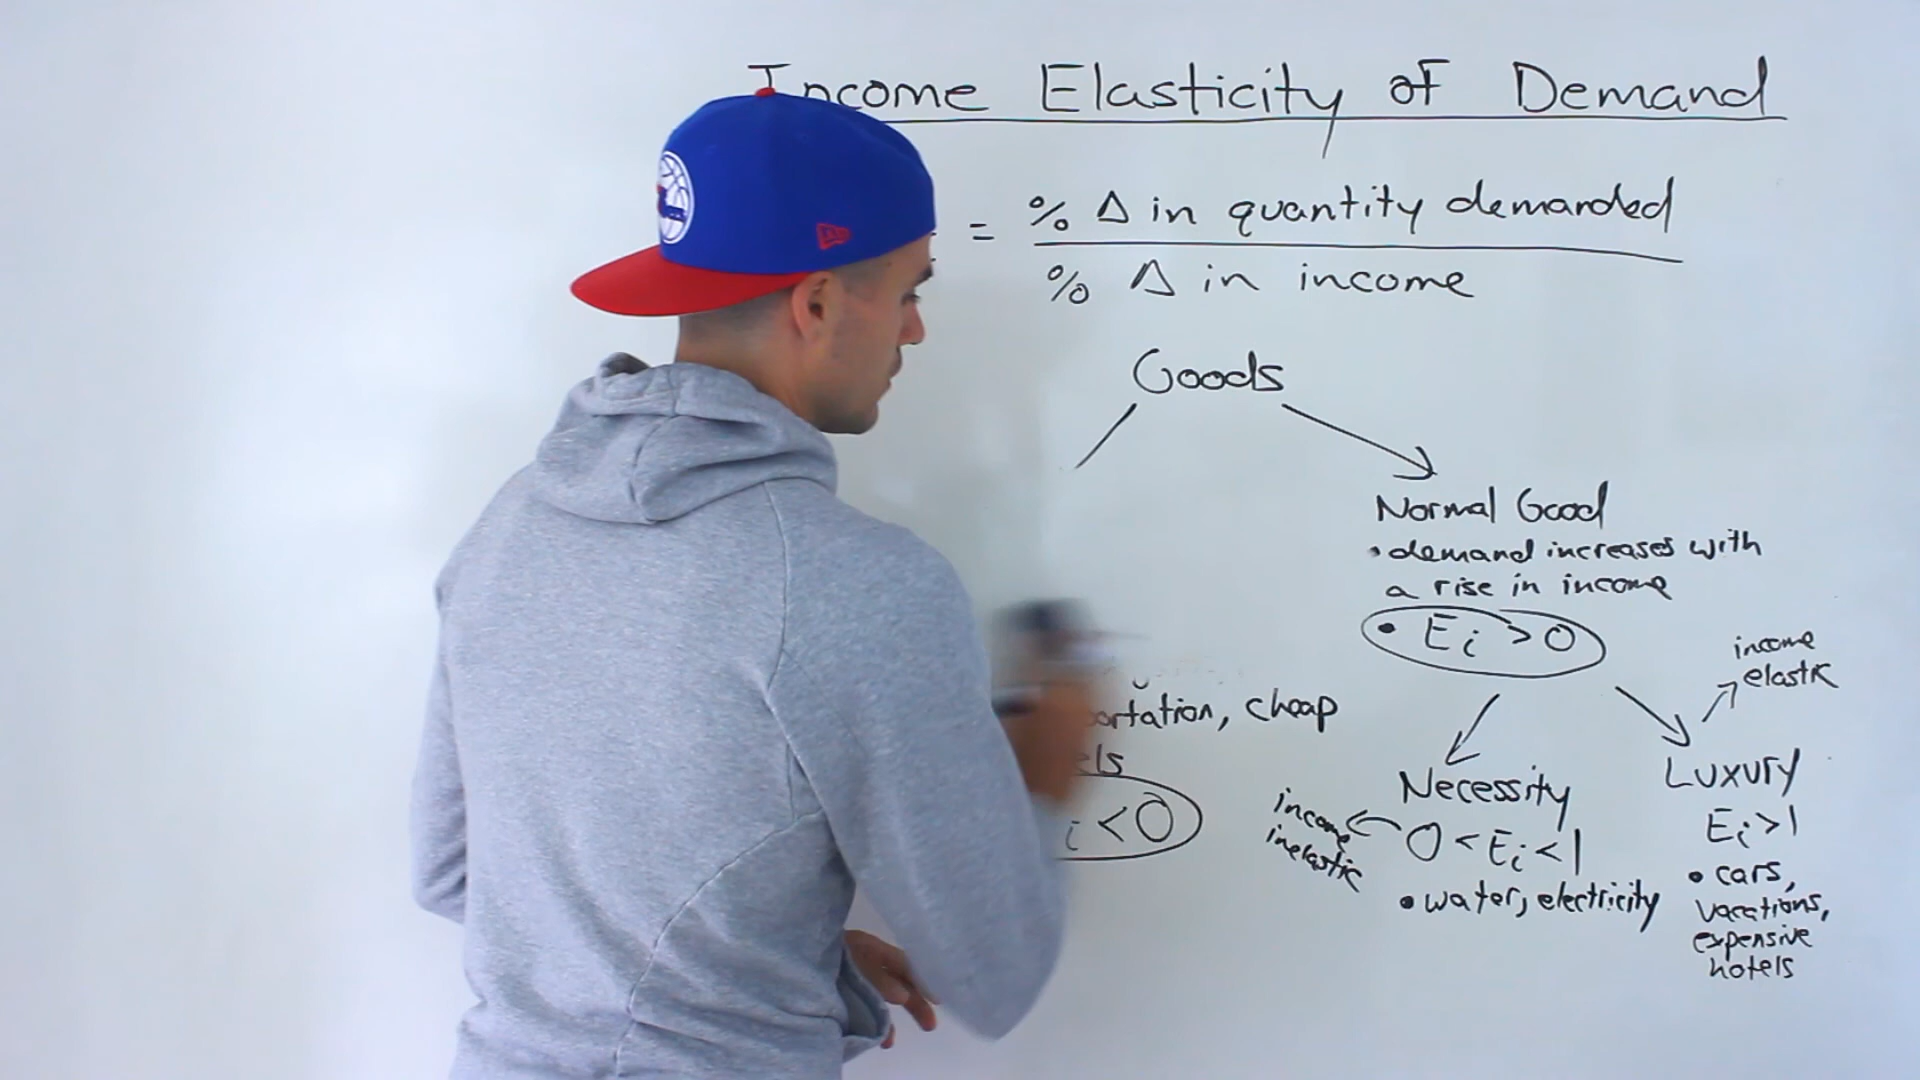 Income Elasticity of Demand
= % Δ in quantity demanded
% Δ in income
Goods
Normal Good
• demand increases with
a rise in income
• Ei > 0
income
elastic
cheap
Necessity
income
inelastic
0 < Ei < 1
• water, electricity
Luxury
Ei > 1
• cars,
vacations,
expensive
hotels
i < 0